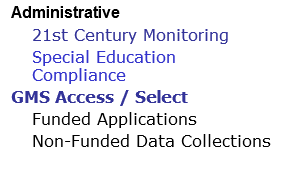 Administrative
21st Century Monitoring
Special Education
Compliance
GMS Access / Select
Funded Applications
Non-Funded Data Collections